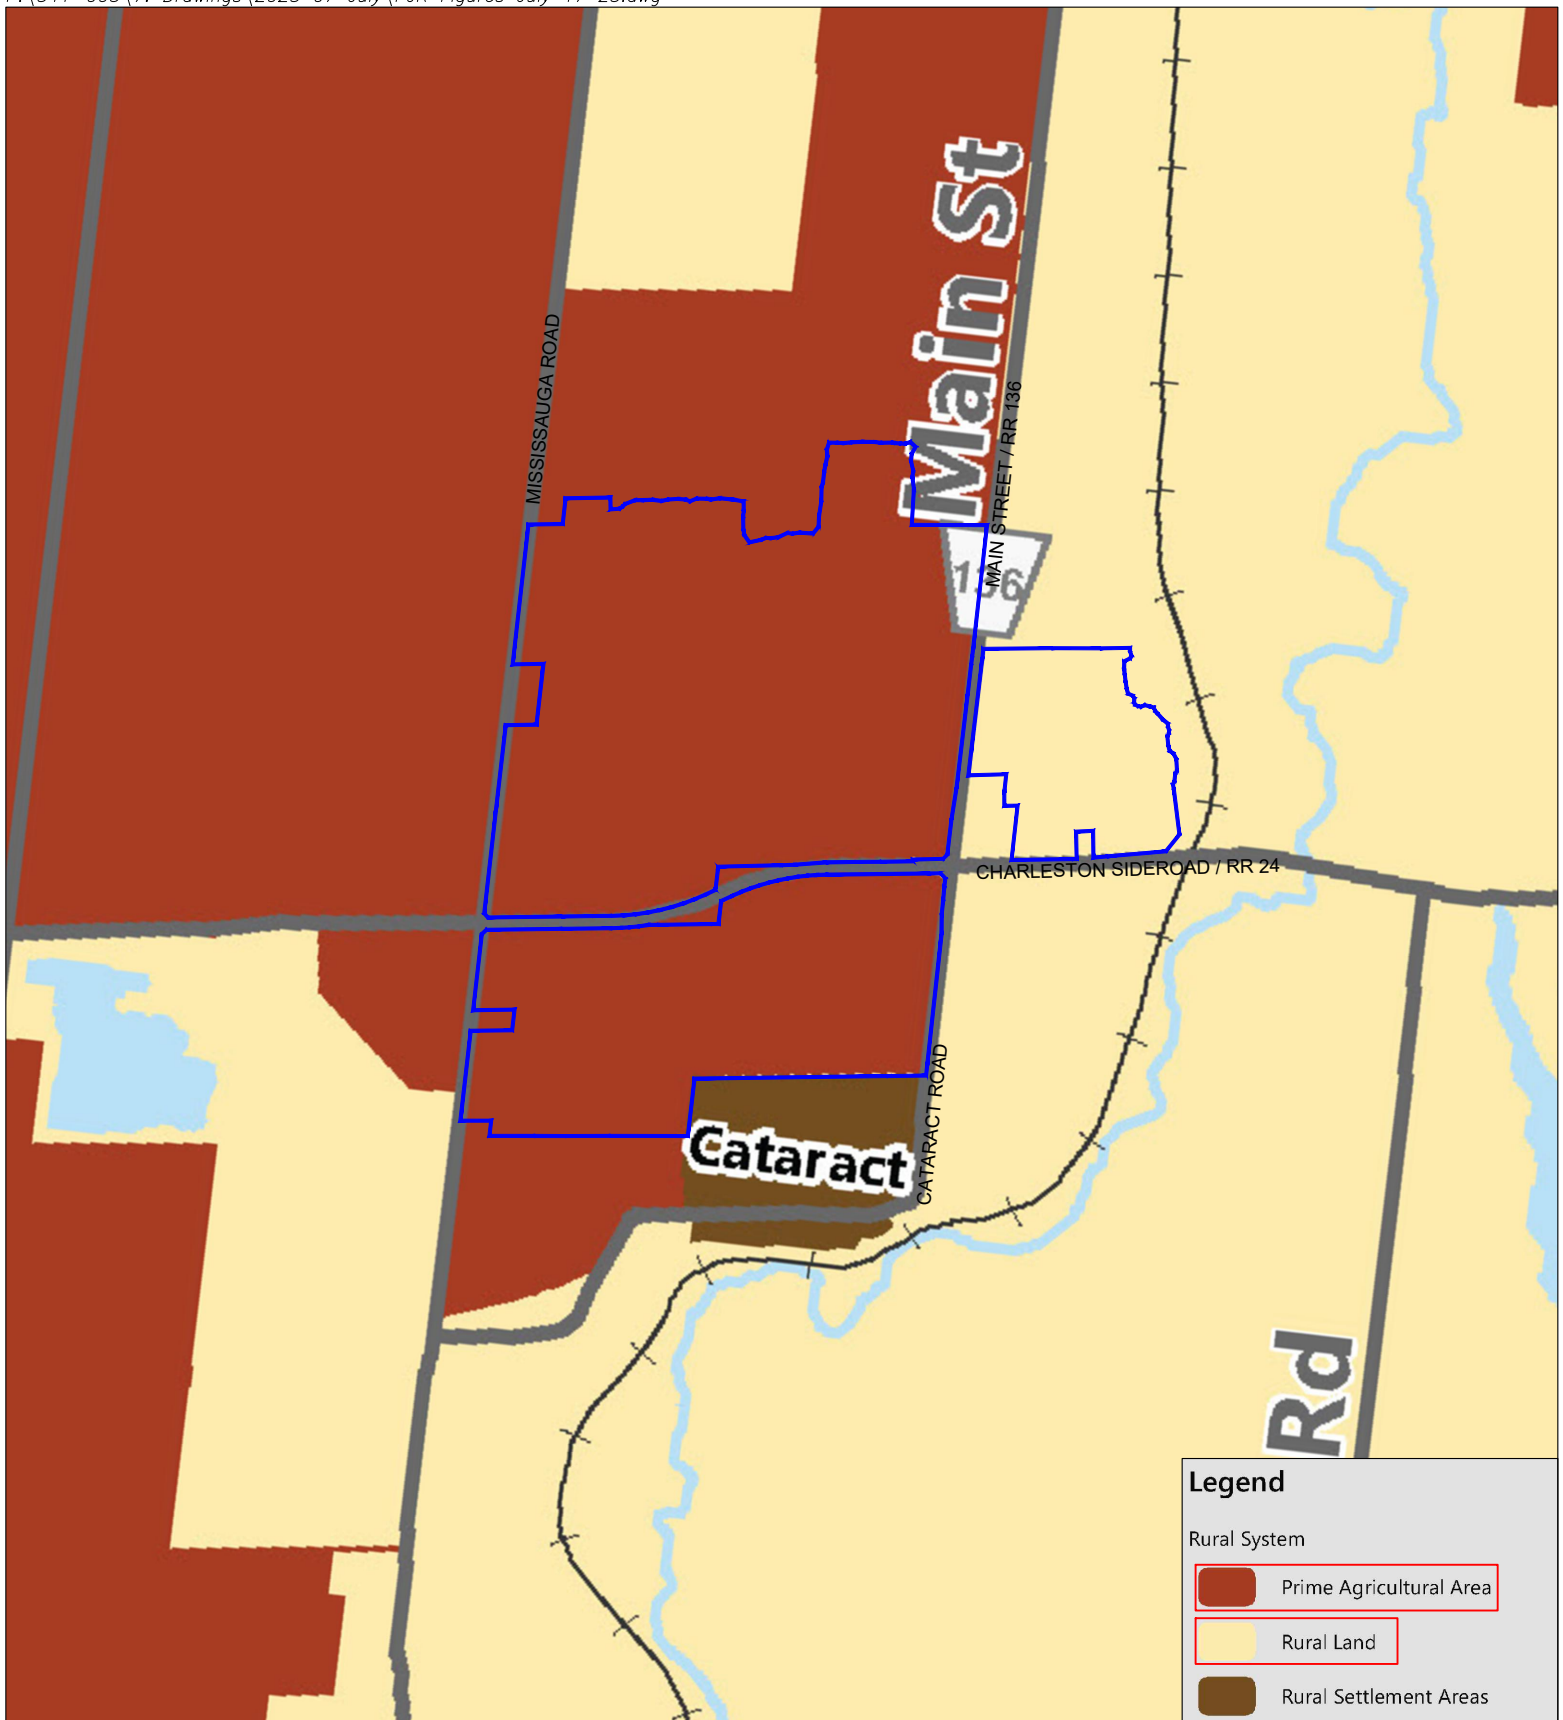 Main St
MISSISSAUGA ROAD
MAIN STREET / RR 136
136
CHARLESTON SIDEROAD / RR 24
CATARACT ROAD
Cataract
Rd
Legend
Rural System
Prime Agricultural Area
Rural Land
Rural Settlement Areas